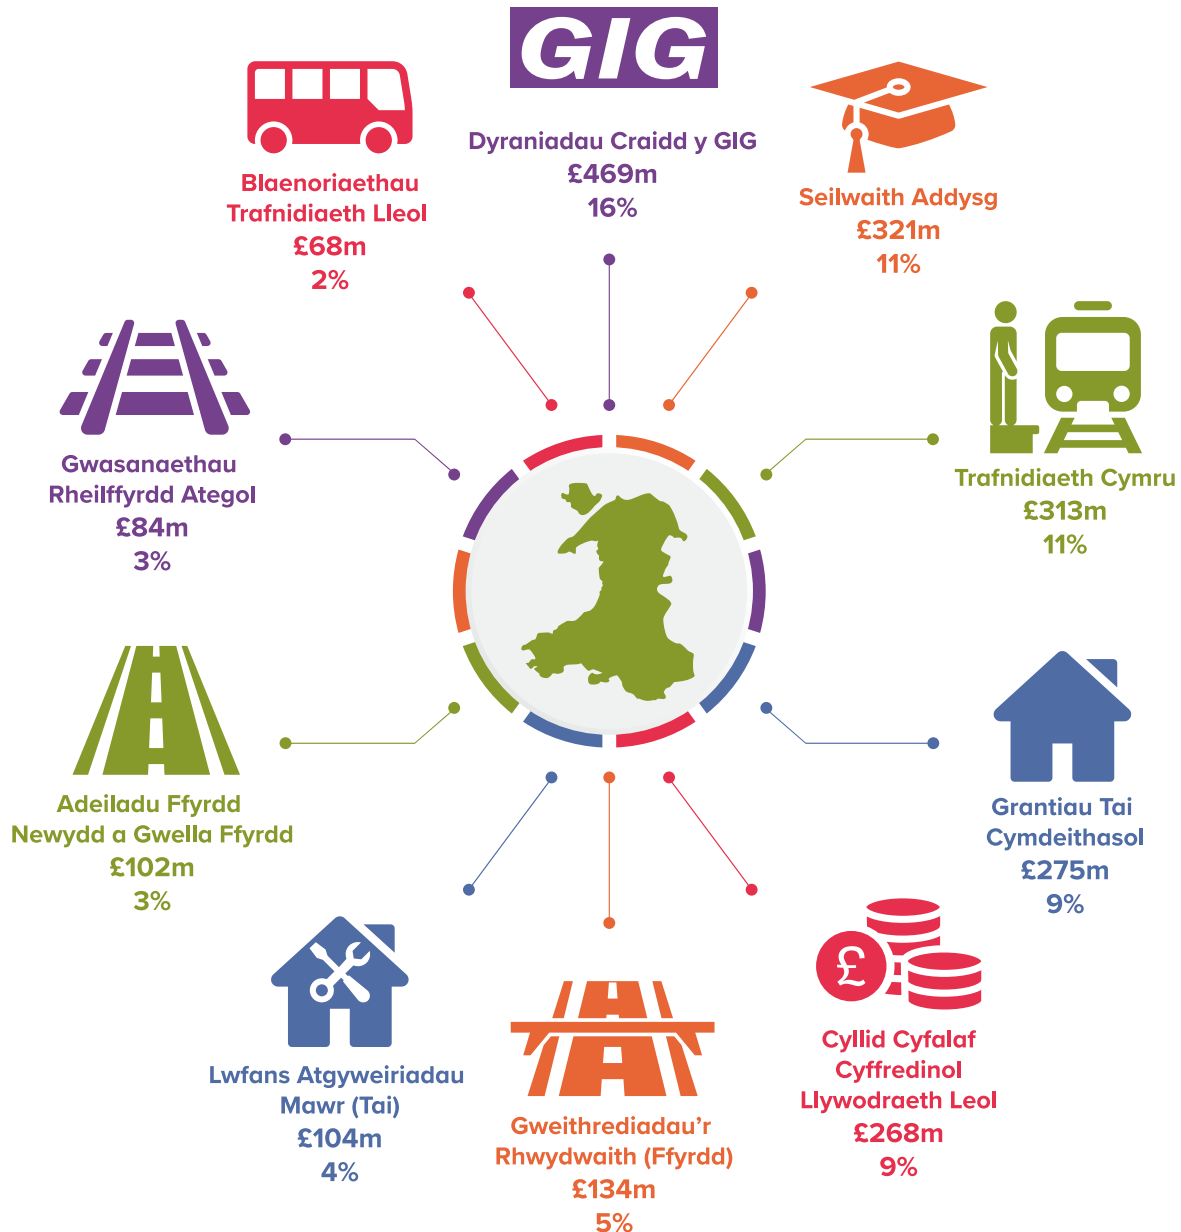 GIG
Dyraniadau Craidd y GIG
£469m
16%
Seilwaith Addysg
£321m
11%
Trafnidiaeth Cymru
£313m
11%
Grantiau Tai
Cymdeithasol
£275m
9%
£
Cyllid Cyfalaf
Cyffredinol
Llywodraeth Leol
£268m
9%
Gweithrediadau’r
Rhwydwaith (Ffyrdd)
£134m
5%
Lwfans Atgyweiriadau
Mawr (Tai)
£104m
4%
Adeiladu Ffyrdd
Newydd a Gwella Ffyrdd
£102m
3%
Gwasanaethau
Rheilffyrdd Ategol
£84m
3%
Blaenoriaethau
Trafnidiaeth Lleol
£68m
2%